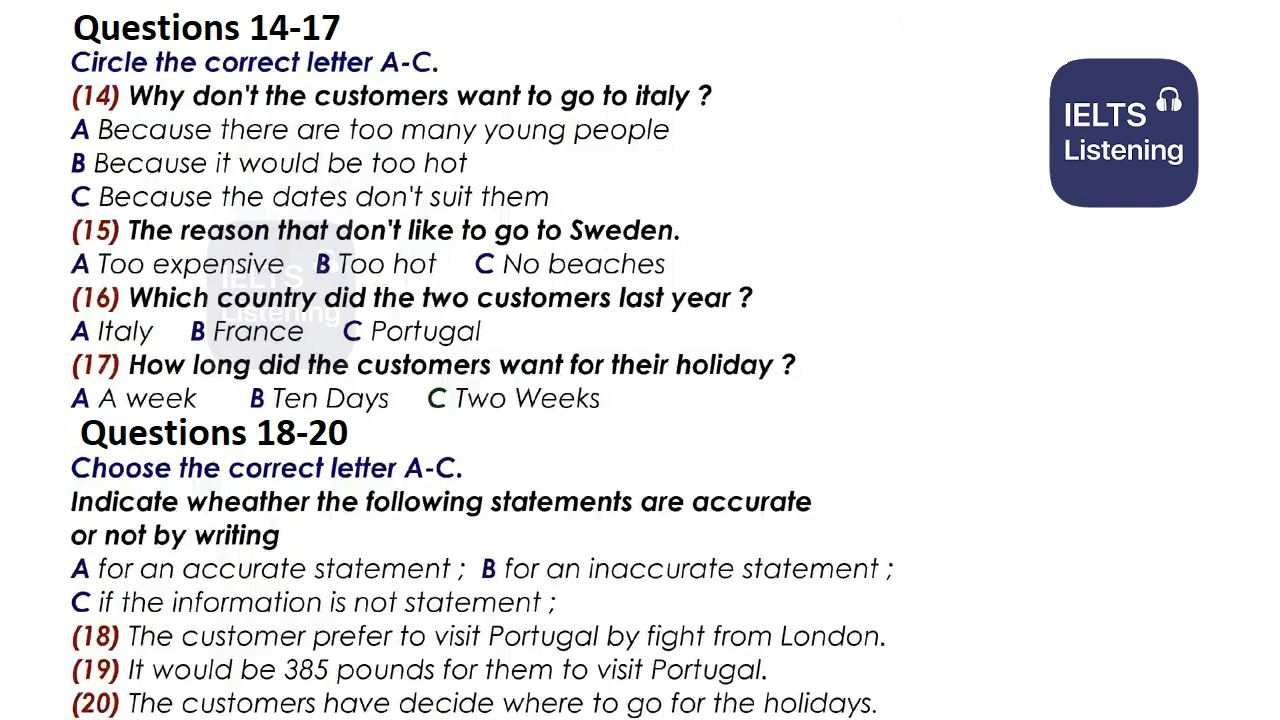 Questions 14-17
Circle the correct letter A-C.
(14) Why don't the customers want to go to italy ?
A Because there are too many young people
B Because it would be too hot
C Because the dates don't suit them
(15) The reason that don't like to go to Sweden.
A Too expensive B Too hot C No beaches
(16) Which country did the two customers last year ?
A Italy B France C Portugal
(17) How long did the customers want for their holiday ?
A A week B Ten Days C Two Weeks
Questions 18-20
Choose the correct letter A-C.
Indicate wheather the following statements are accurate
or not by writing
A for an accurate statement ; B for an inaccurate statement ;
C if the information is not statement ;
(18) The customer prefer to visit Portugal by fight from London.
(19) It would be 385 pounds for them to visit Portugal.
(20) The customers have decide where to go for the holidays.
IELTS
Listening
IELTS
Listening